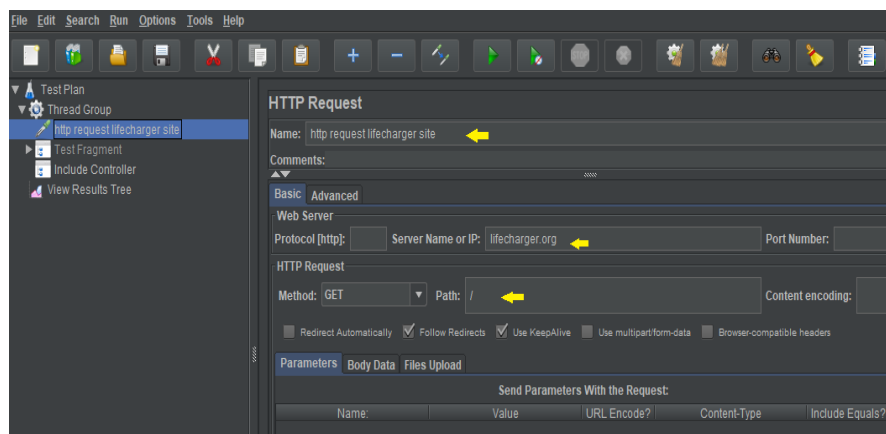 File Edit Search Run Options Tools Help
Test Plan
Thread Group
http request lifecharger site
Test Fragment
Include Controller
View Results Tree
HTTP Request
Name: http request lifecharger site
Comments:
Basic Advanced
Web Server
Protocol [http]: Server Name or IP: lifecharger.org Port Number:
HTTP Request
Method: GET Path: / Content encoding:
Redirect Automatically Follow Redirects Use KeepAlive Use multipart/form-data Browser-compatible headers
Parameters Body Data Files Upload
Send Parameters With the Request:
Name: Value URL Encode? Content-Type Include Equals?